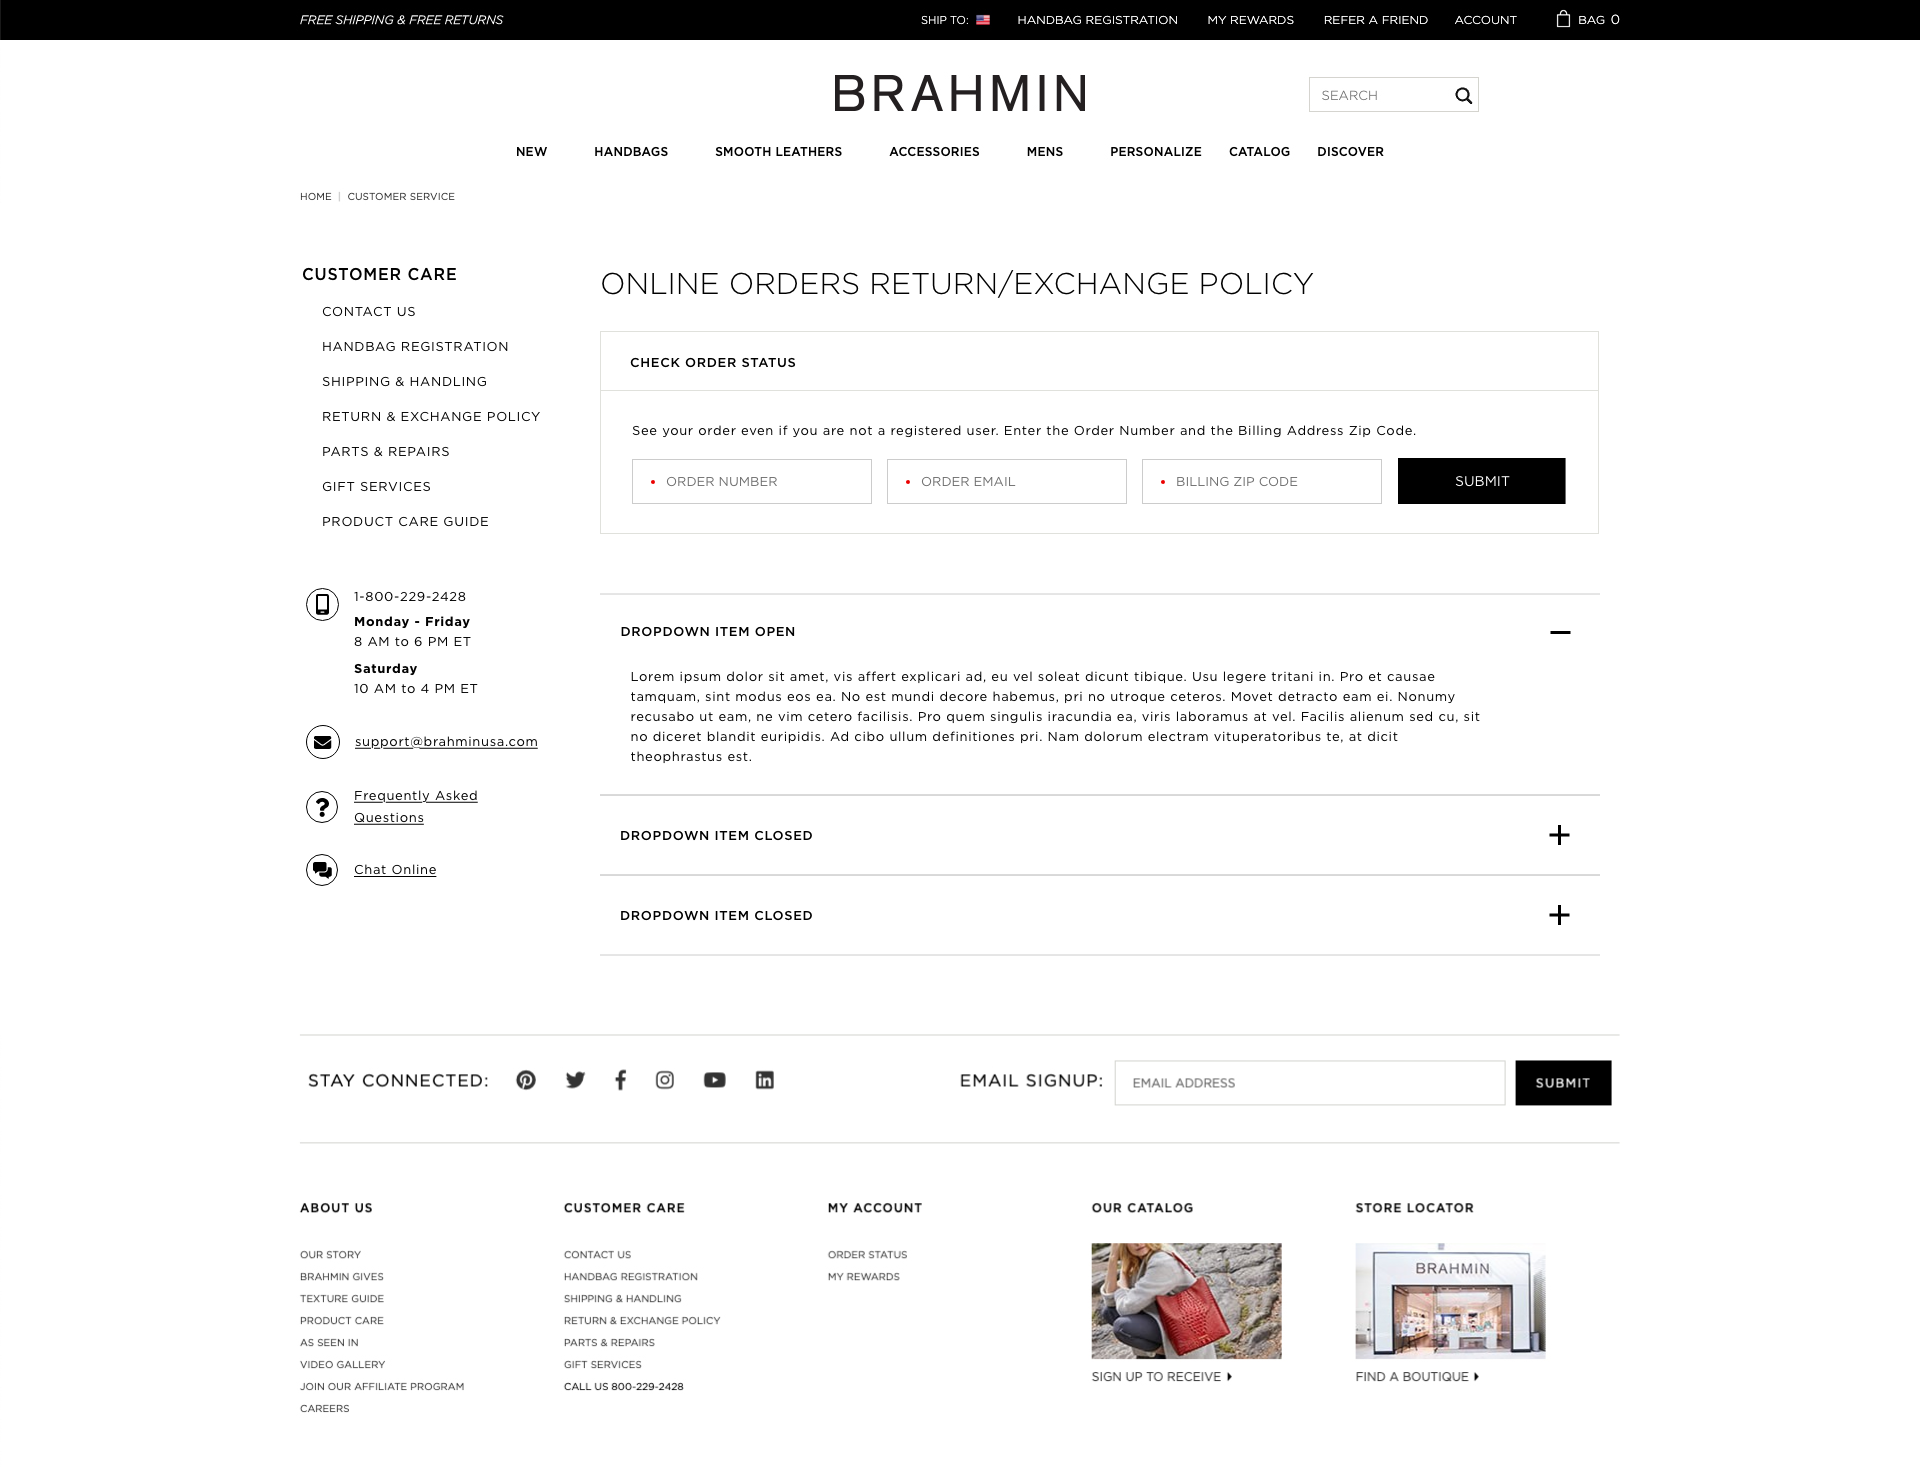 FREE SHIPPING & FREE RETURNS
SHIP TO:
HANDBAG REGISTRATION
MY REWARDS
REFER A FRIEND
ACCOUNT
BAG 0
BRAHMIN
SEARCH
NEW
HANDBAGS
SMOOTH LEATHERS
ACCESSORIES
MENS
PERSONALIZE
CATALOG
DISCOVER
HOME | CUSTOMER SERVICE
CUSTOMER CARE
CONTACT US
HANDBAG REGISTRATION
SHIPPING & HANDLING
RETURN & EXCHANGE POLICY
PARTS & REPAIRS
GIFT SERVICES
PRODUCT CARE GUIDE
1-800-229-2428
Monday - Friday
8 AM to 6 PM ET
Saturday
10 AM to 4 PM ET
support@brahminusa.com
Frequently Asked
Questions
Chat Online
ONLINE ORDERS RETURN/EXCHANGE POLICY
CHECK ORDER STATUS
See your order even if you are not a registered user. Enter the Order Number and the Billing Address Zip Code.
• ORDER NUMBER
• ORDER EMAIL
• BILLING ZIP CODE
SUBMIT
DROPDOWN ITEM OPEN
Lorem ipsum dolor sit amet, vis affert explicari ad, eu vel soleat dicunt tibique. Usu legere tritani in. Pro et causae
tamquam, sint modus eos ea. No est mundi decore habemus, pri no utroque ceteros. Movet detracto eam ei. Nonumy
recusabo ut eam, ne vim cetero facilisis. Pro quem singulis iracundia ea, viris laboramus at vel. Facilis alienum sed cu, sit
no diceret blandit euripidis. Ad cibo ullum definitiones pri. Nam dolorum electram vituperatoribus te, at dicit
theophrastus est.
DROPDOWN ITEM CLOSED
DROPDOWN ITEM CLOSED
STAY CONNECTED:
EMAIL SIGNUP:
EMAIL ADDRESS
SUBMIT
ABOUT US
OUR STORY
BRAHMIN GIVES
TEXTURE GUIDE
PRODUCT CARE
AS SEEN IN
VIDEO GALLERY
JOIN OUR AFFILIATE PROGRAM
CAREERS
CUSTOMER CARE
CONTACT US
HANDBAG REGISTRATION
SHIPPING & HANDLING
RETURN & EXCHANGE POLICY
PARTS & REPAIRS
GIFT SERVICES
CALL US 800-229-2428
MY ACCOUNT
ORDER STATUS
MY REWARDS
OUR CATALOG
SIGN UP TO RECEIVE
STORE LOCATOR
BRAHMIN
FIND A BOUTIQUE